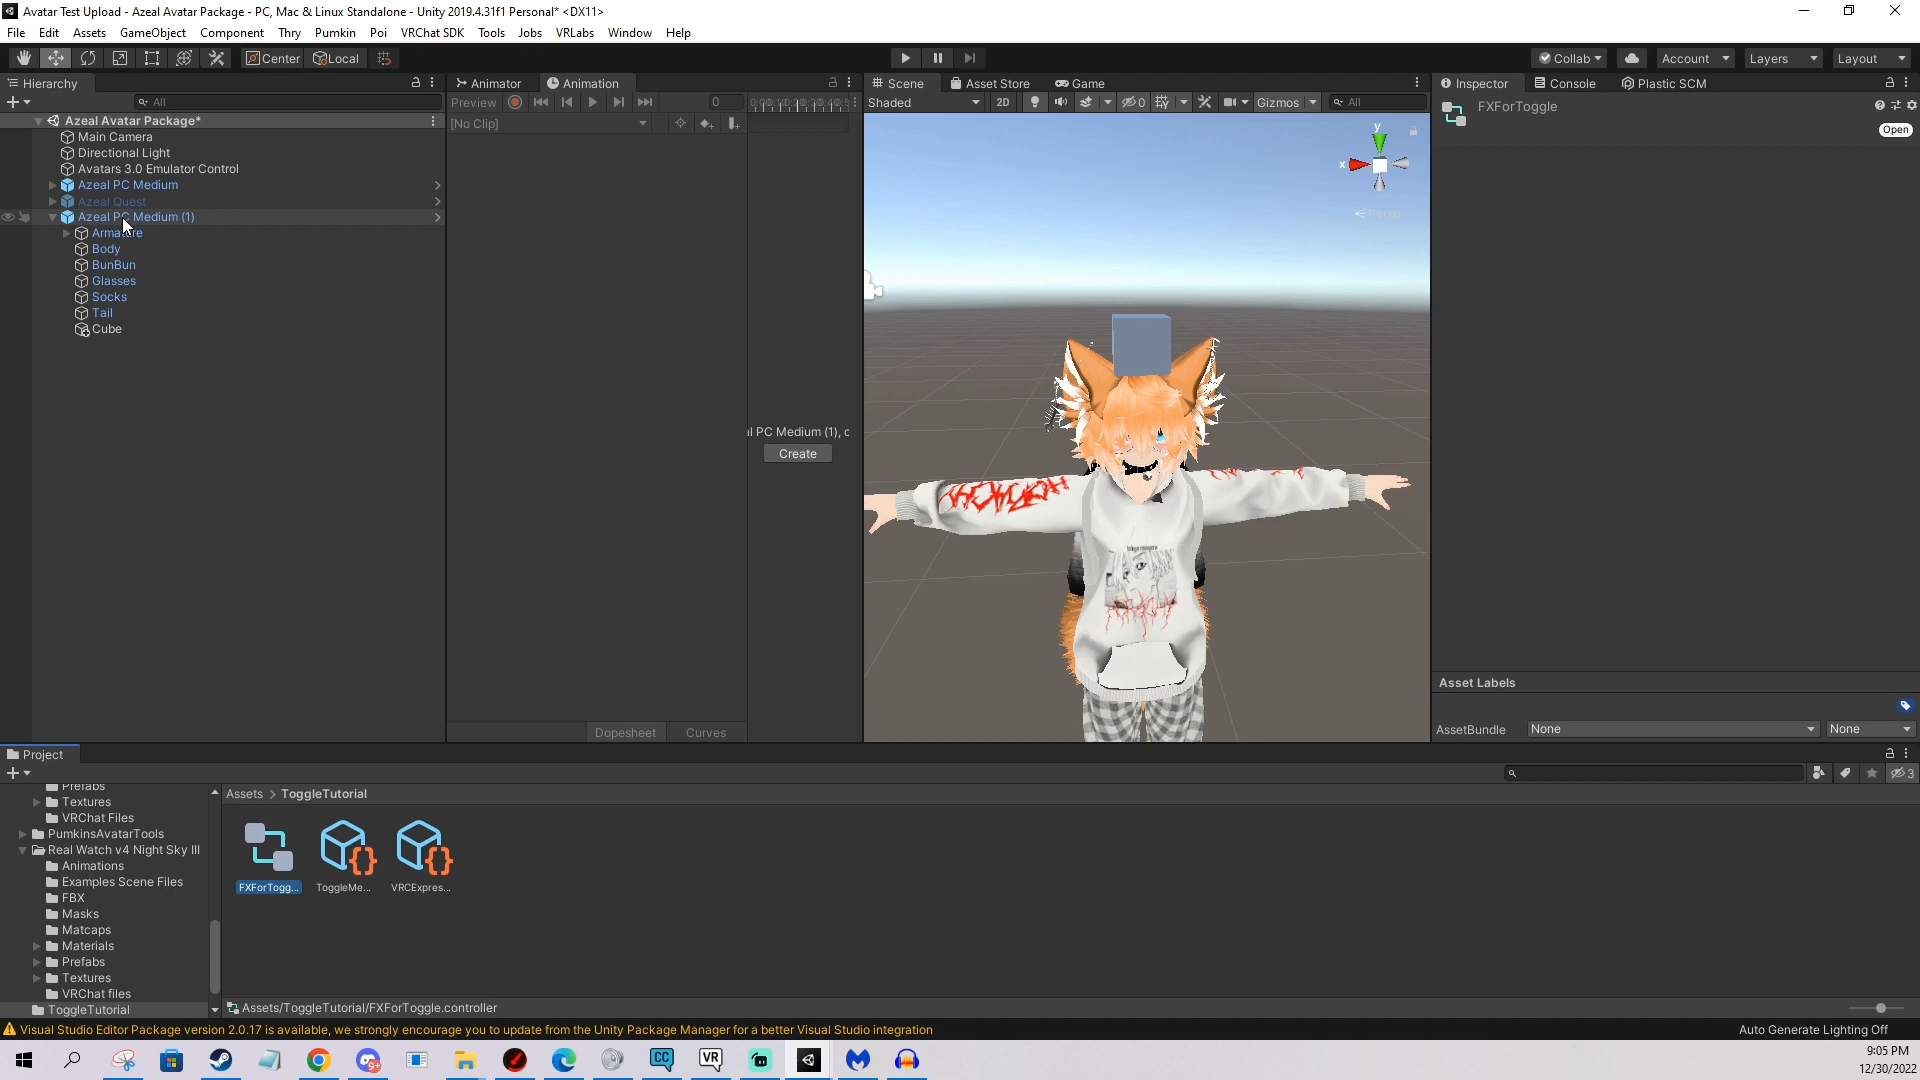 Avatar Test Upload - Azeal Avatar Package - PC, Mac & Linux Standalone - Unity 2019.4.31f1 Personal* <DX11>
File Edit Assets GameObject Component Thry Pumkin Poi VRChat SDK Tools Jobs VRLabs Window Help
Center Local
Collab Account Layers Layout
Hierarchy Animator Animation Scene Asset Store Game Inspector Console Plastic SCM
All Preview 0 Shaded 2D 0 Gizmos All FXForToggle
Open
Azeal Avatar Package* [No Clip]
Main Camera
Directional Light
Avatars 3.0 Emulator Control
Azeal PC Medium
Azeal Quest
Azeal PC Medium (1)
Armature
Body
BunBun
Glasses
Socks
Tail
Cube
y
x
Persp
al PC Medium (1), c
Create
Dopesheet Curves
Asset Labels
AssetBundle None None
Project
3
Prefabs
Assets > ToggleTutorial
Textures
VRChat Files
PumkinsAvatarTools
Real Watch v4 Night Sky III
Animations
Examples Scene Files
FXForTogg... ToggleMe... VRCExpres...
FBX
Masks
Matcaps
Materials
Prefabs
Textures
VRChat files
ToggleTutorial
Assets/ToggleTutorial/FXForToggle.controller
Visual Studio Editor Package version 2.0.17 is available, we strongly encourage you to update from the Unity Package Manager for a better Visual Studio integration
Auto Generate Lighting Off
CC VR
9:05 PM
12/30/2022